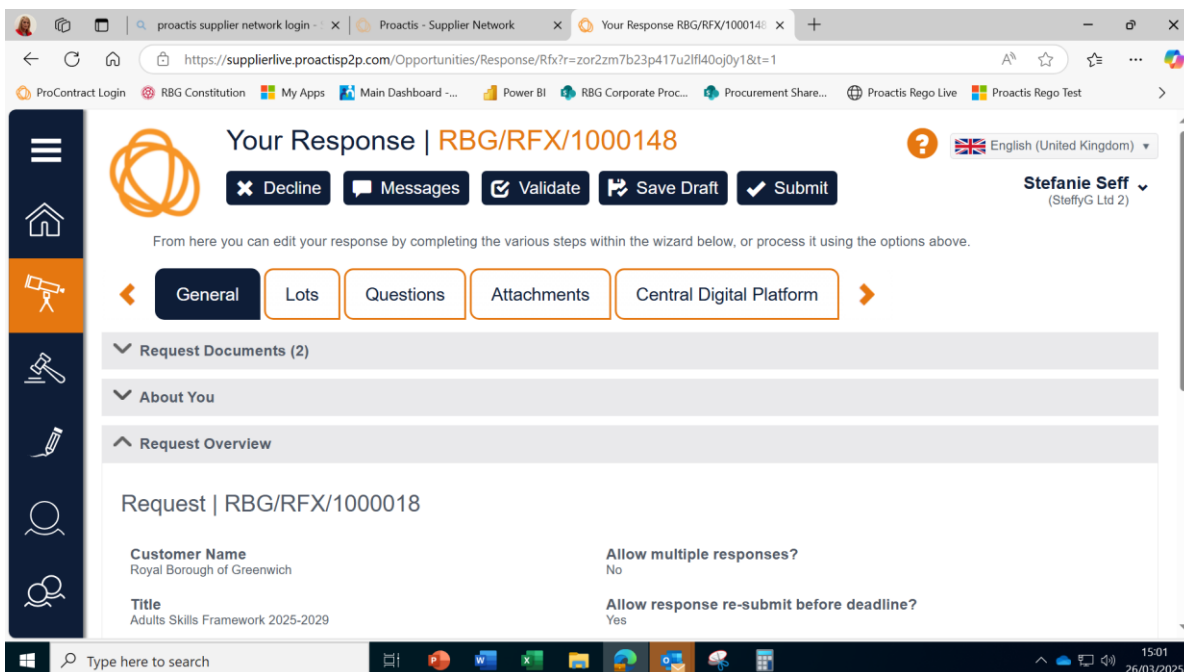 proactis supplier network login - S
Proactis - Supplier Network
Your Response RBG/RFX/1000148
https://supplierlive.proactisp2p.com/Opportunities/Response/Rfx?r=zor2zm7b23p417u2lfl40oj0y1&t=1
ProContract Login
RBG Constitution
My Apps
Main Dashboard -...
Power BI
RBG Corporate Proc...
Procurement Share...
Proactis Rego Live
Proactis Rego Test
Your Response | RBG/RFX/1000148
English (United Kingdom)
Decline
Messages
Validate
Save Draft
Submit
Stefanie Seff
(SteffyG Ltd 2)
From here you can edit your response by completing the various steps within the wizard below, or process it using the options above.
General
Lots
Questions
Attachments
Central Digital Platform
Request Documents (2)
About You
Request Overview
Request | RBG/RFX/1000018
Customer Name
Royal Borough of Greenwich
Allow multiple responses?
No
Title
Adults Skills Framework 2025-2029
Allow response re-submit before deadline?
Yes
Type here to search
15:01
26/03/2025